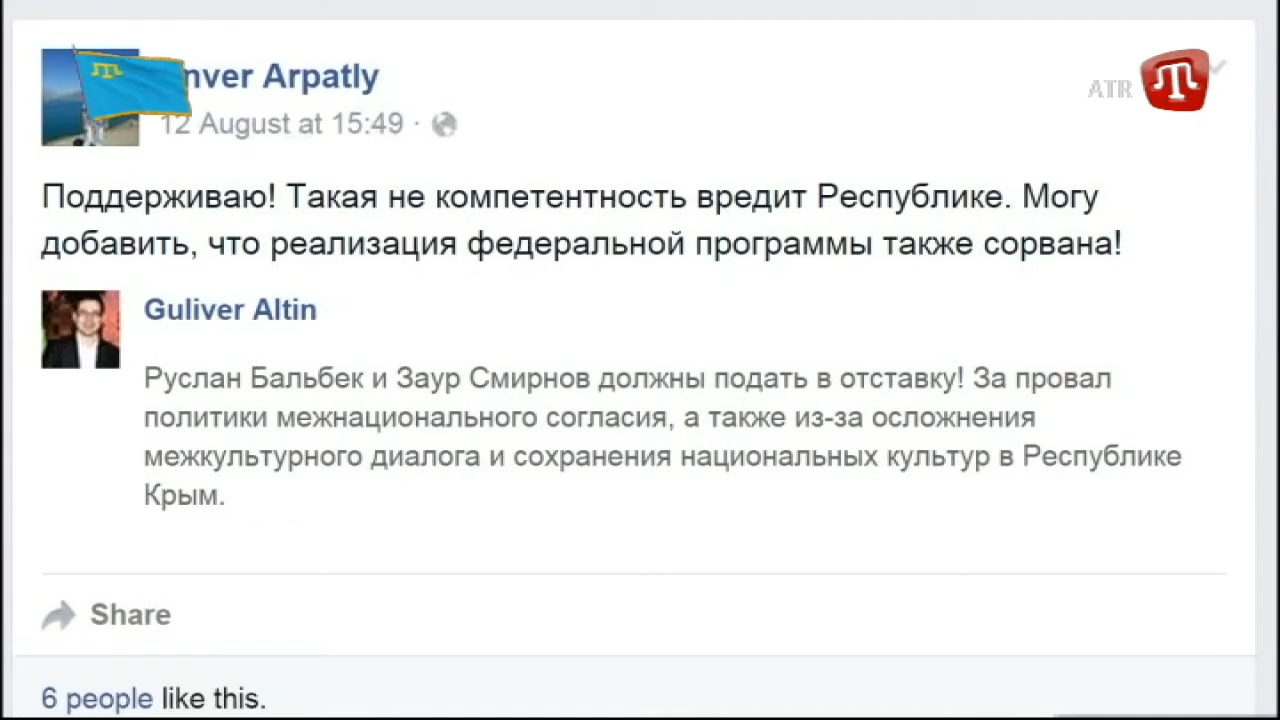 nver Arpatly
ATR
12 August at 15:49 ·
Поддерживаю! Такая не компетентность вредит Республике. Могу
добавить, что реализация федеральной программы также сорвана!
Guliver Altin
Руслан Бальбек и Заур Смирнов должны подать в отставку! За провал
политики межнационального согласия, а также из-за осложнения
межкультурного диалога и сохранения национальных культур в Республике
Крым.
Share
6 people like this.